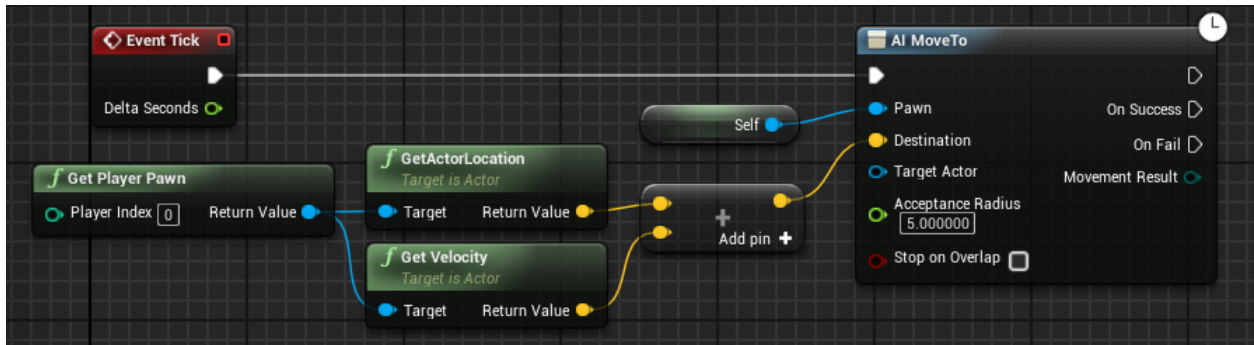 Event Tick
Delta Seconds
Get Player Pawn
Player Index 0
Return Value
f GetActorLocation
Target is Actor
Target
Return Value
f Get Velocity
Target is Actor
Target
Return Value
Self
+
Add pin +
AI MoveTo
Pawn
On Success
Destination
On Fail
Target Actor
Movement Result
Acceptance Radius
5.000000
Stop on Overlap